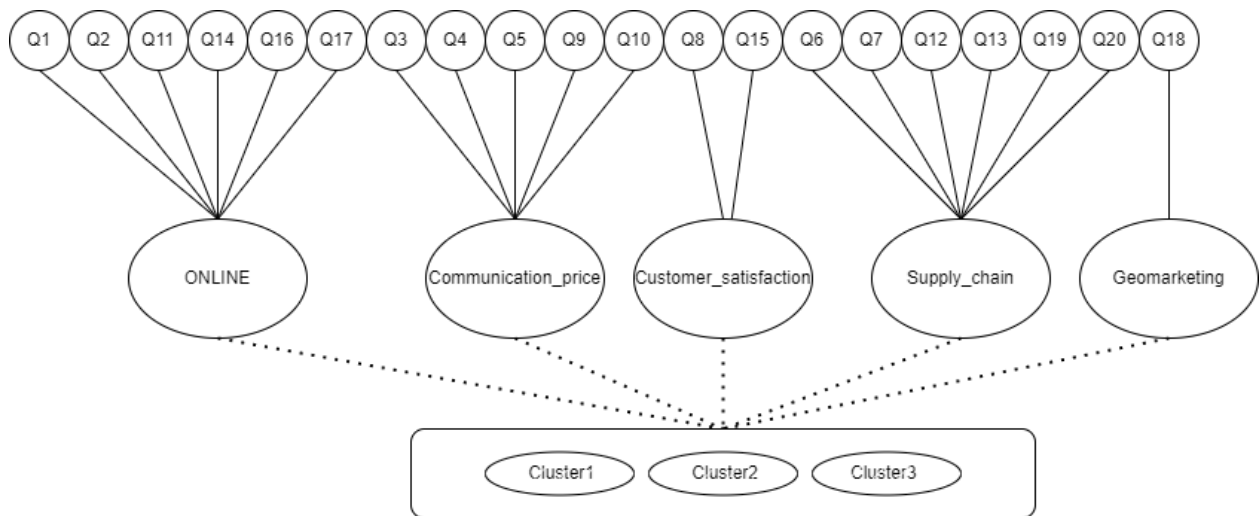 Q1 Q2 Q11 Q14 Q16 Q17 Q3 Q4 Q5 Q9 Q10 Q8 Q15 Q6 Q7 Q12 Q13 Q19 Q20 Q18
ONLINE Communication_price Customer_satisfaction Supply_chain Geomarketing
Cluster1 Cluster2 Cluster3